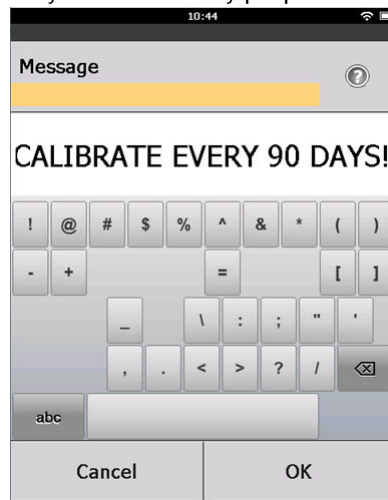 10:44
Message
?
CALIBRATE EVERY 90 DAYS!
! @ # $ % ^ & * ( )
- + = [ ]
_ \ : ; " '
, . < > ? /
abc
Cancel OK